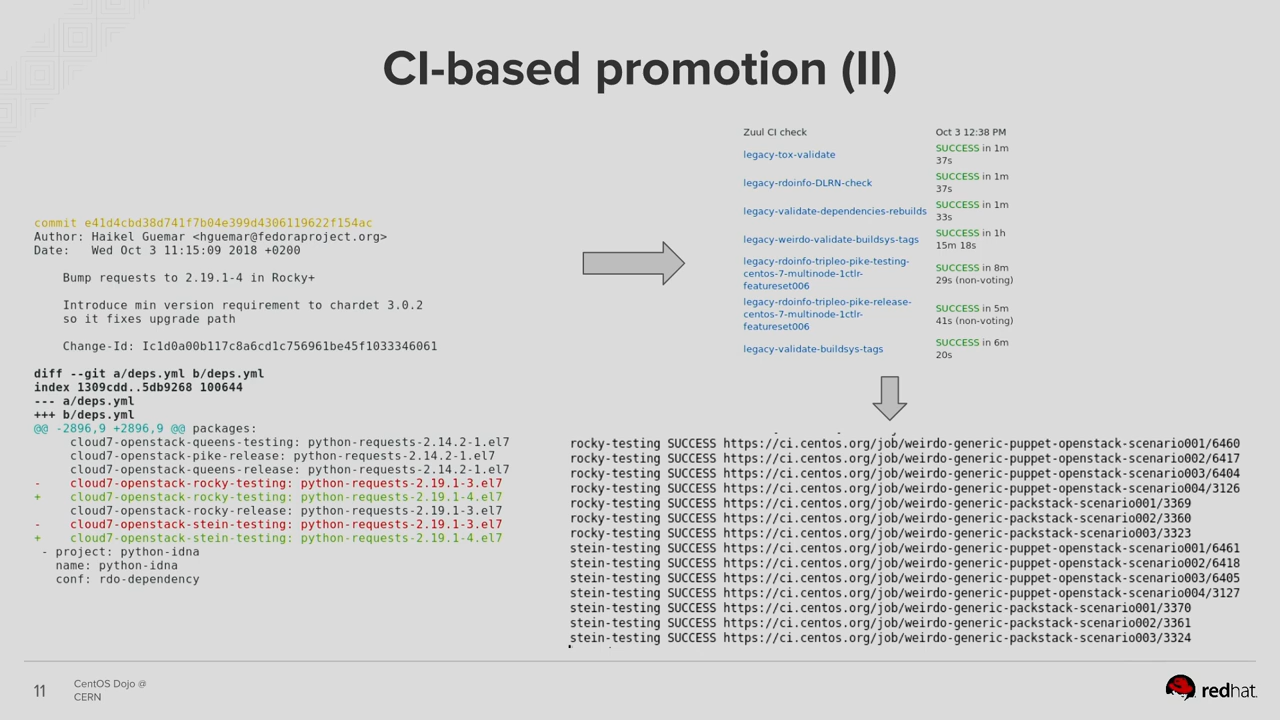 CI-based promotion (II)
commit e41d4cbd38d741f7b04e399d4306119622f154ac
Author: Haikel Guemar <hguemar@fedoraproject.org>
Date:   Wed Oct 3 11:15:09 2018 +0200
Bump requests to 2.19.1-4 in Rocky+
Introduce min version requirement to chardet 3.0.2
so it fixes upgrade path
Change-Id: Ic1d0a00b117c8a6cd1c756961be45f1033346061
diff --git a/deps.yml b/deps.yml
index 1309cdd..5db9268 100644
--- a/deps.yml
+++ b/deps.yml
@@ -2896,9 +2896,9 @@ packages:
cloud7-openstack-queens-testing: python-requests-2.14.2-1.el7
cloud7-openstack-pike-release: python-requests-2.14.2-1.el7
cloud7-openstack-queens-release: python-requests-2.14.2-1.el7
-    cloud7-openstack-rocky-testing: python-requests-2.19.1-3.el7
+    cloud7-openstack-rocky-testing: python-requests-2.19.1-4.el7
cloud7-openstack-rocky-release: python-requests-2.19.1-3.el7
-    cloud7-openstack-stein-testing: python-requests-2.19.1-3.el7
+    cloud7-openstack-stein-testing: python-requests-2.19.1-4.el7
- project: python-idna
name: python-idna
conf: rdo-dependency
Zuul CI check Oct 3 12:38 PM
legacy-tox-validate SUCCESS in 1m
37s
legacy-rdoinfo-DLRN-check SUCCESS in 1m
37s
legacy-validate-dependencies-rebuilds SUCCESS in 1m
33s
legacy-weirdo-validate-buildsys-tags SUCCESS in 1h
15m 18s
legacy-rdoinfo-tripleo-pike-testing-
centos-7-multinode-1ctlr-
featureset006
SUCCESS in 8m
29s (non-voting)
legacy-rdoinfo-tripleo-pike-release-
centos-7-multinode-1ctlr-
featureset006
SUCCESS in 5m
41s (non-voting)
legacy-validate-buildsys-tags SUCCESS in 6m
20s
rocky-testing SUCCESS https://ci.centos.org/job/weirdo-generic-puppet-openstack-scenario001/6460
rocky-testing SUCCESS https://ci.centos.org/job/weirdo-generic-puppet-openstack-scenario002/6417
rocky-testing SUCCESS https://ci.centos.org/job/weirdo-generic-puppet-openstack-scenario003/6404
rocky-testing SUCCESS https://ci.centos.org/job/weirdo-generic-puppet-openstack-scenario004/3126
rocky-testing SUCCESS https://ci.centos.org/job/weirdo-generic-packstack-scenario001/3369
rocky-testing SUCCESS https://ci.centos.org/job/weirdo-generic-packstack-scenario002/3360
rocky-testing SUCCESS https://ci.centos.org/job/weirdo-generic-packstack-scenario003/3323
stein-testing SUCCESS https://ci.centos.org/job/weirdo-generic-puppet-openstack-scenario001/6461
stein-testing SUCCESS https://ci.centos.org/job/weirdo-generic-puppet-openstack-scenario002/6418
stein-testing SUCCESS https://ci.centos.org/job/weirdo-generic-puppet-openstack-scenario003/6405
stein-testing SUCCESS https://ci.centos.org/job/weirdo-generic-puppet-openstack-scenario004/3127
stein-testing SUCCESS https://ci.centos.org/job/weirdo-generic-packstack-scenario001/3370
stein-testing SUCCESS https://ci.centos.org/job/weirdo-generic-packstack-scenario002/3361
stein-testing SUCCESS https://ci.centos.org/job/weirdo-generic-packstack-scenario003/3324
11
CentOS Dojo @
CERN
redhat.